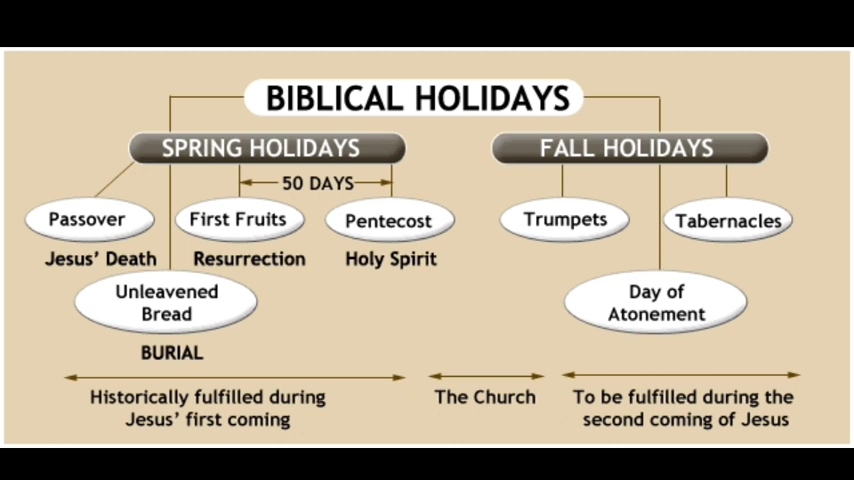 BIBLICAL HOLIDAYS
SPRING HOLIDAYS
FALL HOLIDAYS
50 DAYS
Passover
First Fruits
Pentecost
Trumpets
Tabernacles
Jesus’ Death
Resurrection
Holy Spirit
Unleavened
Bread
Day of
Atonement
BURIAL
Historically fulfilled during
Jesus’ first coming
The Church
To be fulfilled during the
second coming of Jesus